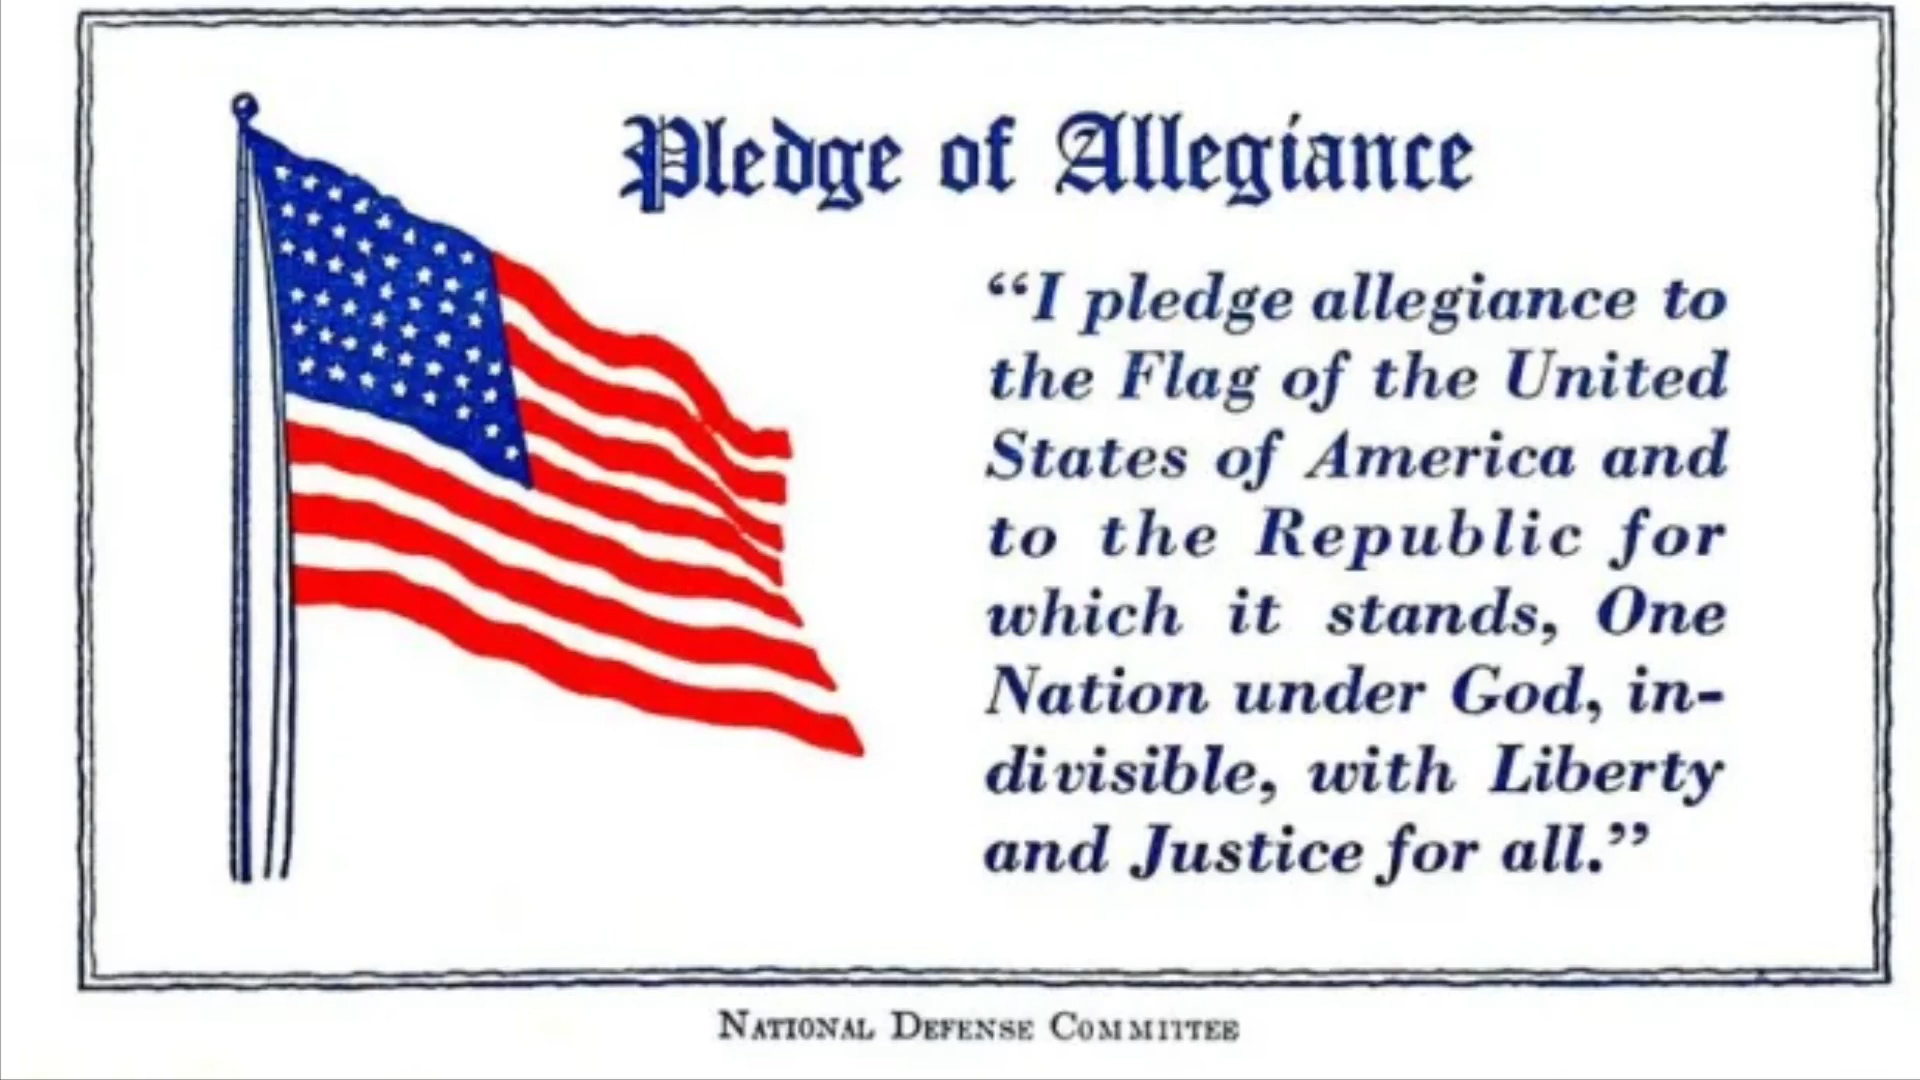 Pledge of Allegiance
“I pledge allegiance to
the Flag of the United
States of America and
to the Republic for
which it stands, One
Nation under God, in-
divisible, with Liberty
and Justice for all.”
NATIONAL DEFENSE COMMITTEE